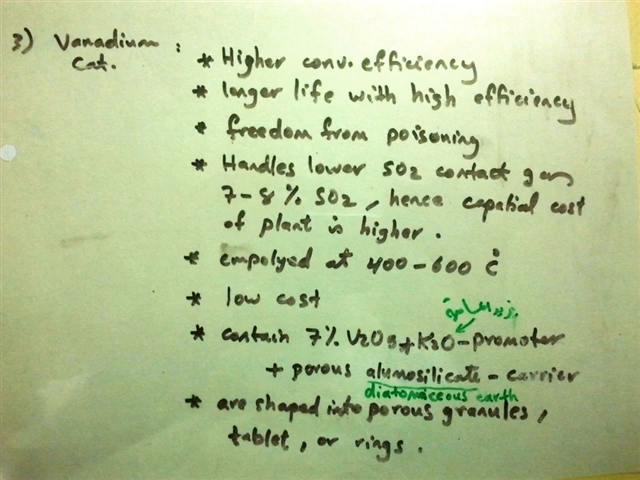 3) Vanadium Cat. :
* Higher conv. efficiency
* longer life with high efficiency
* freedom from poisoning
* Handles lower SO2 contact gas
7-8 % SO2, hence capatial cost
of plant is higher.
* empolyed at 400-600 c°
* low cost
* contain 7% V2O5 + K2O - promoter
+ porous alumosilicate - carrier
diatomaceous earth
* are shaped into porous granules,
tablet, or rings.